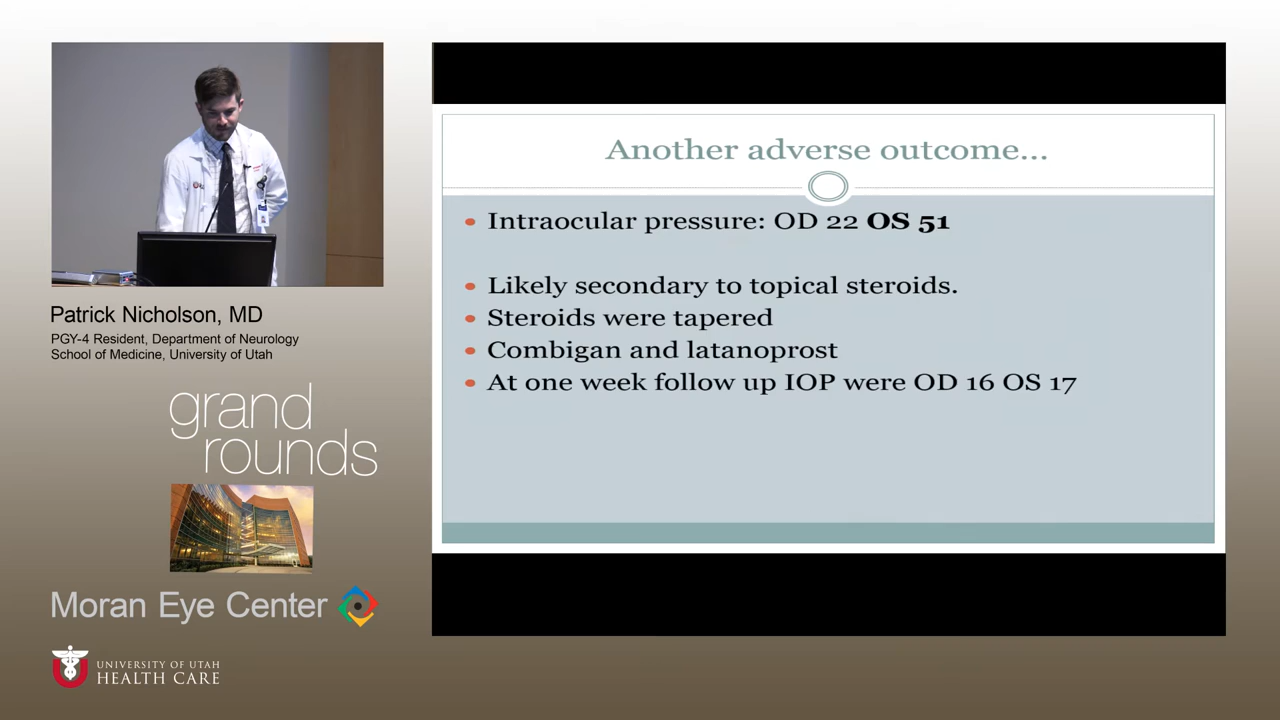 Another adverse outcome...
Intraocular pressure: OD 22 OS 51
Likely secondary to topical steroids.
Steroids were tapered
Combigan and latanoprost
At one week follow up IOP were OD 16 OS 17
Patrick Nicholson, MD
PGY-4 Resident, Department of Neurology
School of Medicine, University of Utah
grand
rounds
Moran Eye Center
UNIVERSITY OF UTAH
HEALTH CARE